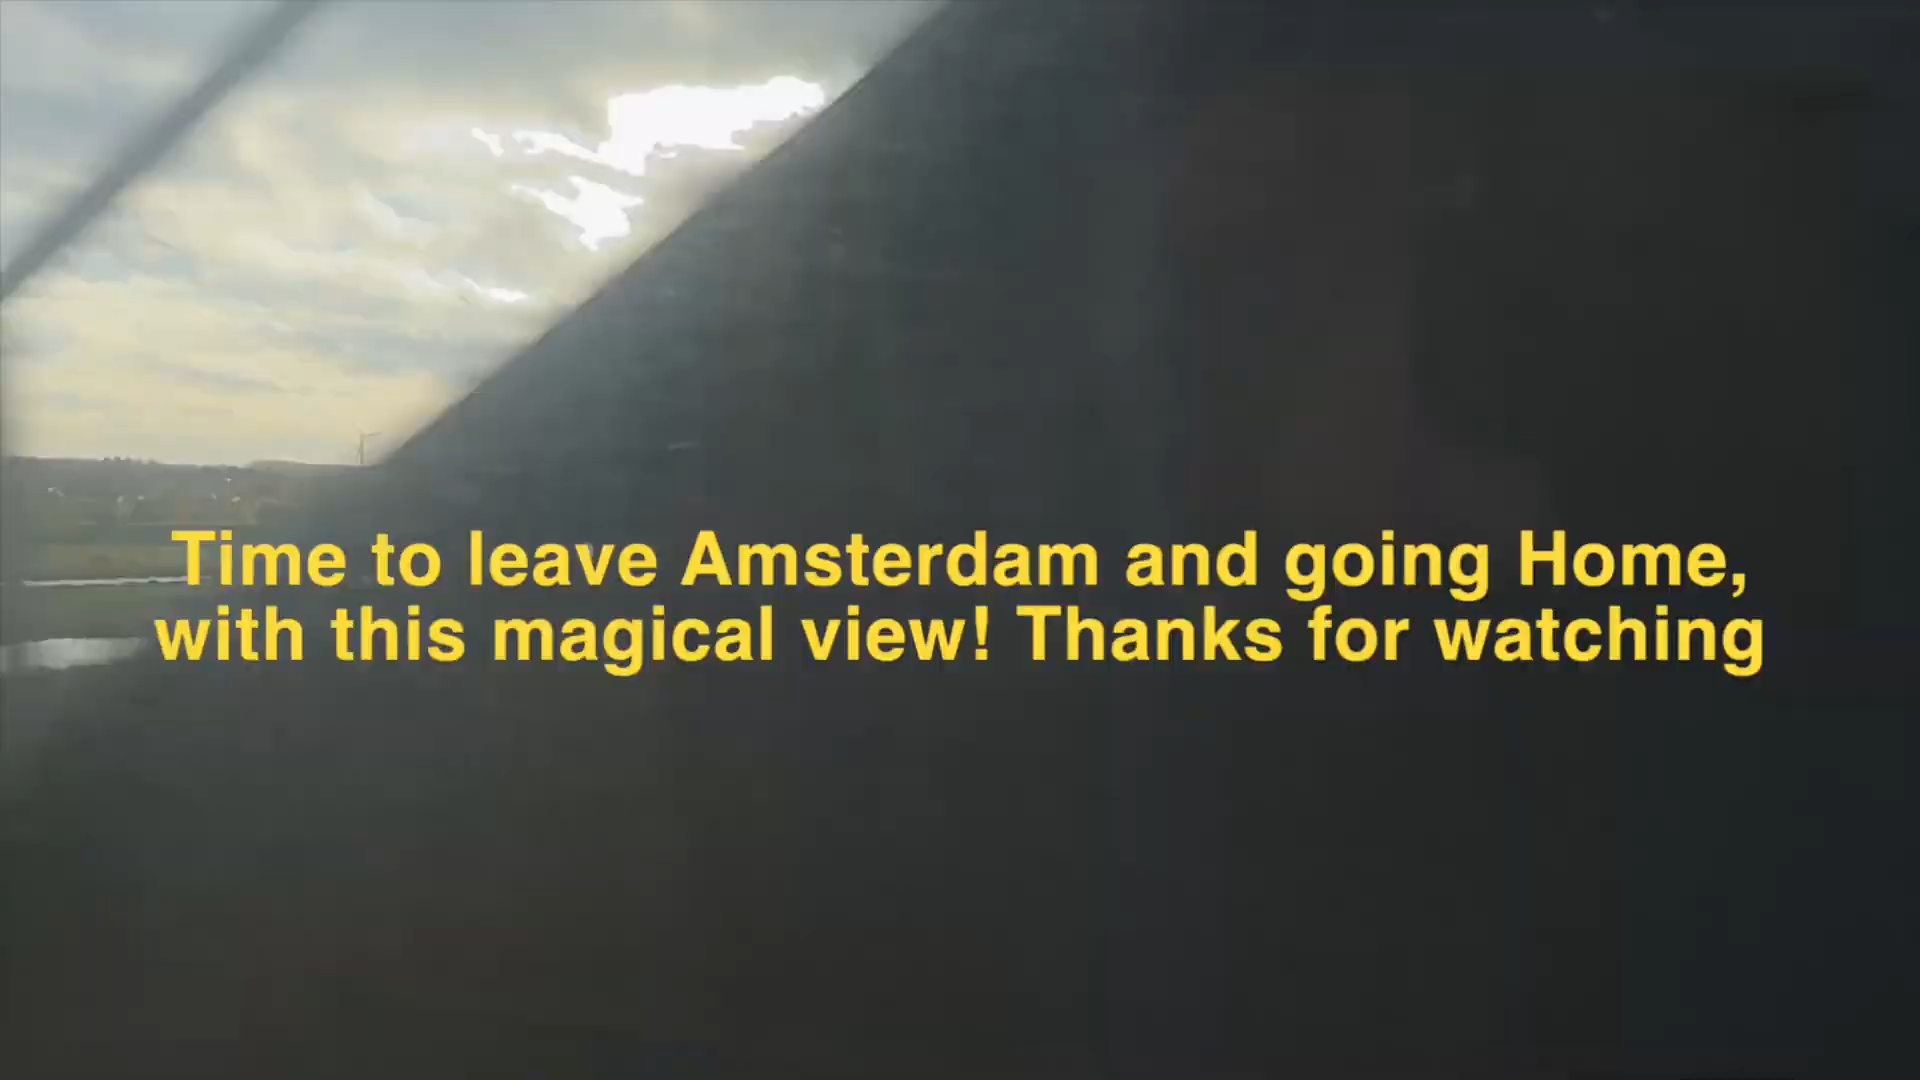 Time to leave Amsterdam and going Home,
with this magical view! Thanks for watching